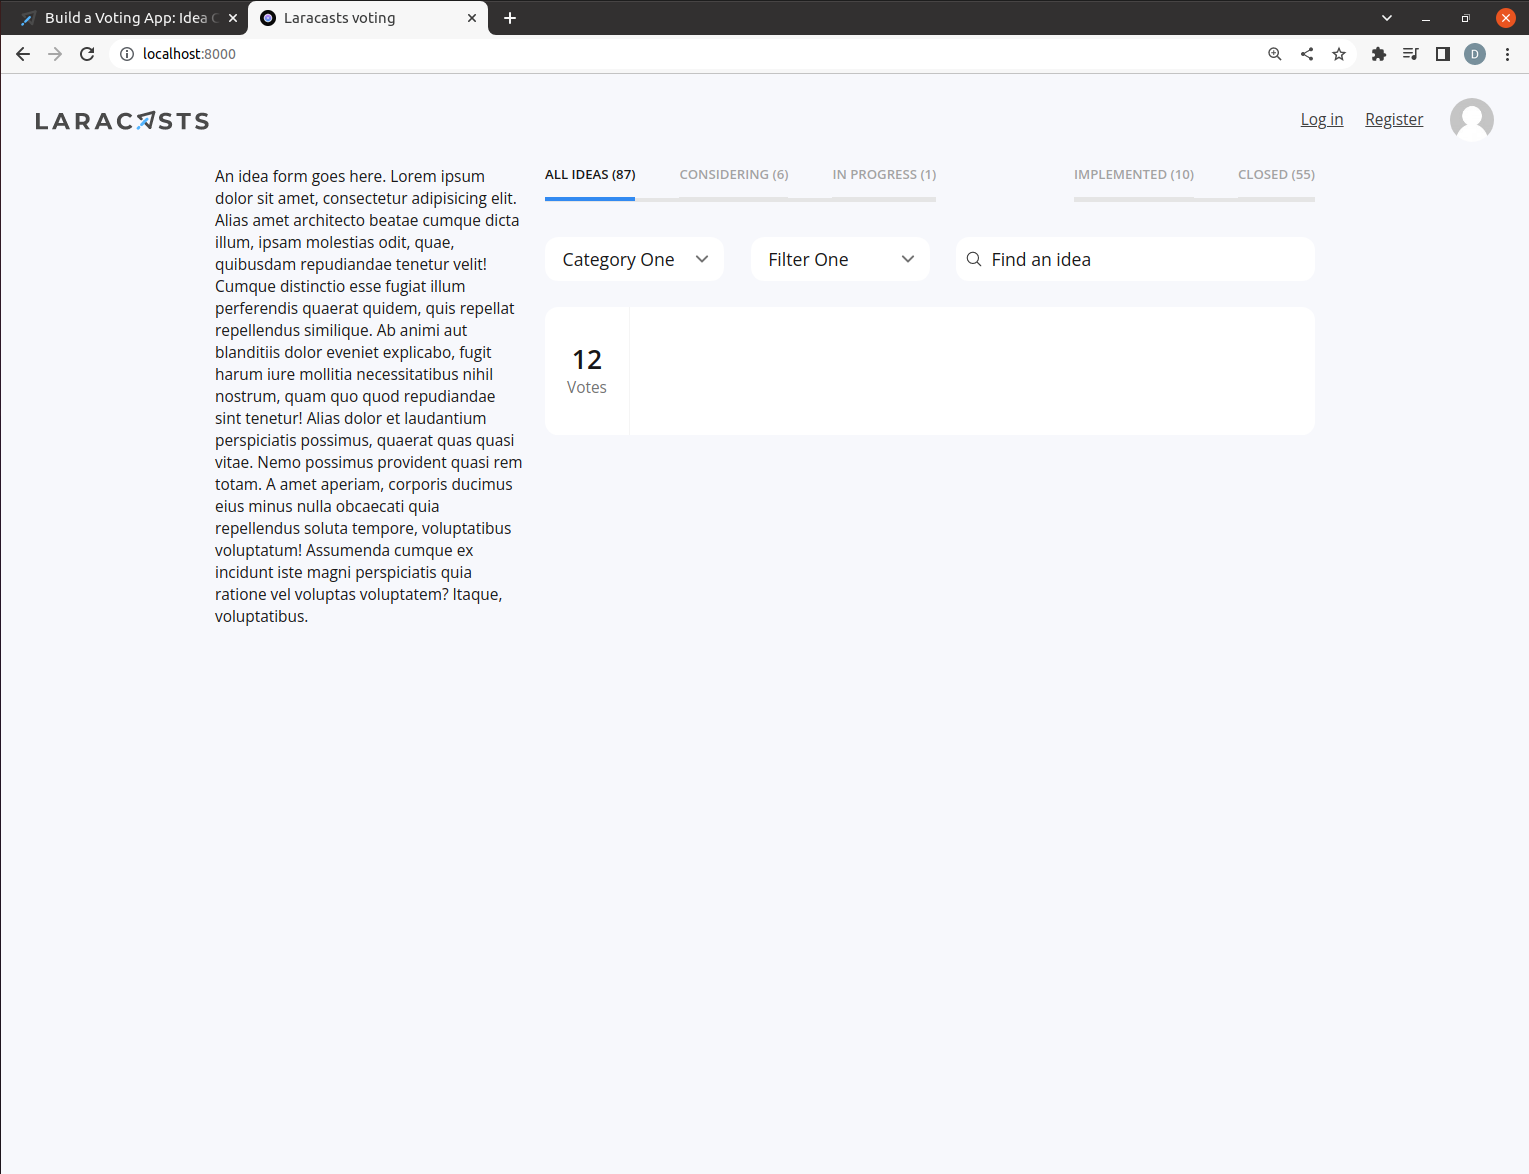 Build a Voting App: Idea C
Laracasts voting
localhost:8000
D
LARACASTS
Log in
Register
An idea form goes here. Lorem ipsum
dolor sit amet, consectetur adipisicing elit.
Alias amet architecto beatae cumque dicta
illum, ipsam molestias odit, quae,
quibusdam repudiandae tenetur velit!
Cumque distinctio esse fugiat illum
perferendis quaerat quidem, quis repellat
repellendus similique. Ab animi aut
blanditiis dolor eveniet explicabo, fugit
harum iure mollitia necessitatibus nihil
nostrum, quam quo quod repudiandae
sint tenetur! Alias dolor et laudantium
perspiciatis possimus, quaerat quas quasi
vitae. Nemo possimus provident quasi rem
totam. A amet aperiam, corporis ducimus
eius minus nulla obcaecati quia
repellendus soluta tempore, voluptatibus
voluptatum! Assumenda cumque ex
incidunt iste magni perspiciatis quia
ratione vel voluptas voluptatem? Itaque,
voluptatibus.
ALL IDEAS (87)
CONSIDERING (6)
IN PROGRESS (1)
IMPLEMENTED (10)
CLOSED (55)
Category One
Filter One
Find an idea
12
Votes